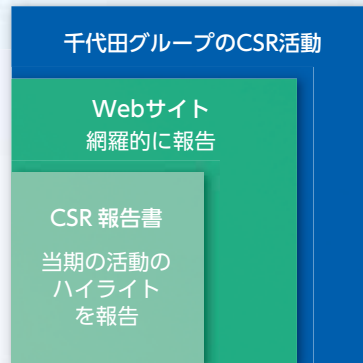 千代田グループのCSR活動
Webサイト
網羅的に報告
CSR 報告書
当期の活動の
ハイライト
を報告